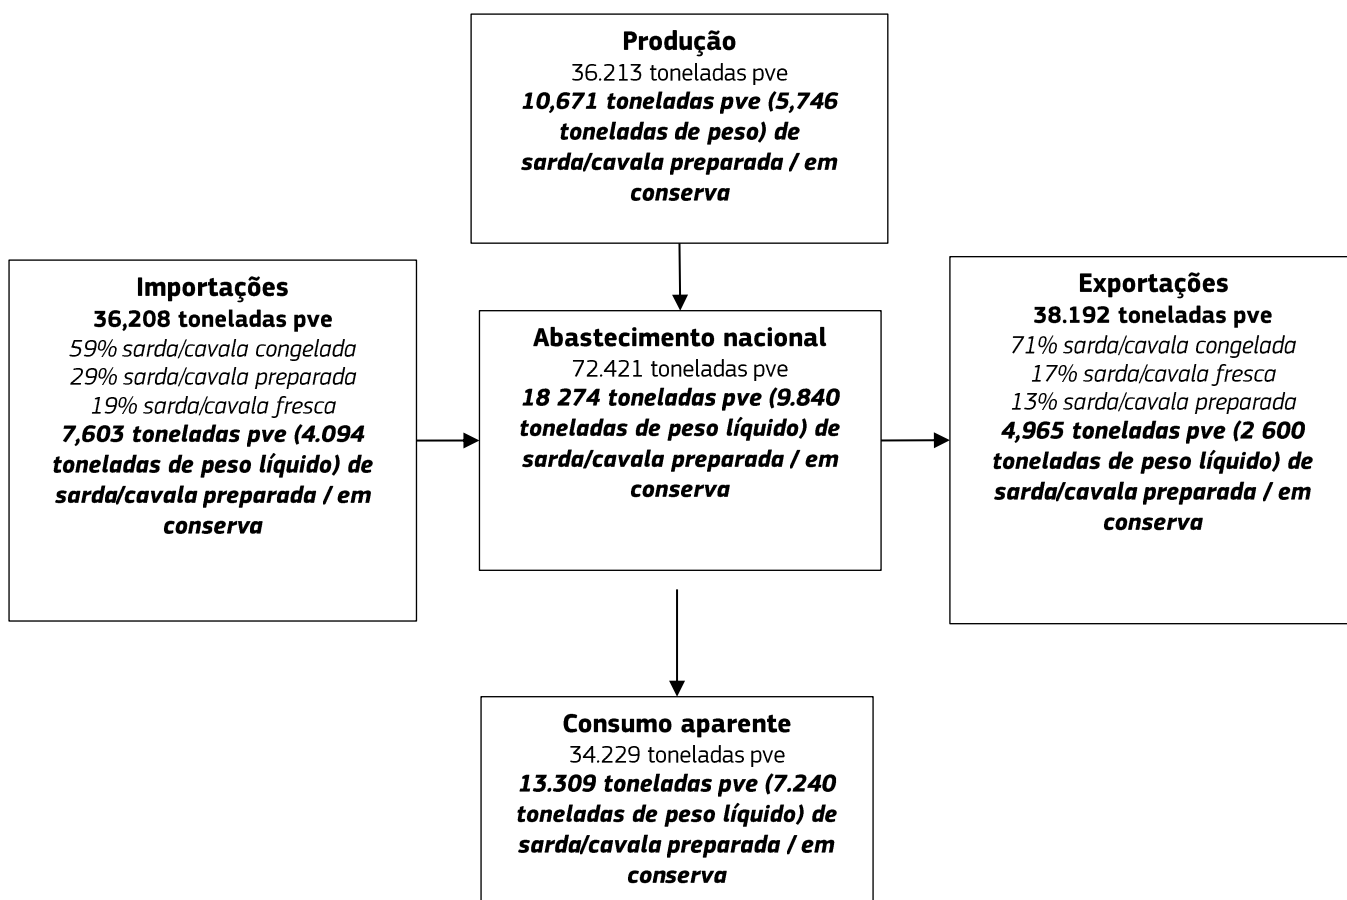 Produção
36.213 toneladas pve
10,671 toneladas pve (5,746
toneladas de peso) de
sarda/cavala preparada / em
conserva
Importações
36,208 toneladas pve
59% sarda/cavala congelada
29% sarda/cavala preparada
19% sarda/cavala fresca
7,603 toneladas pve (4.094
toneladas de peso líquido) de
sarda/cavala preparada / em
conserva
Abastecimento nacional
72.421 toneladas pve
18 274 toneladas pve (9.840
toneladas de peso líquido) de
sarda/cavala preparada / em
conserva
Exportações
38.192 toneladas pve
71% sarda/cavala congelada
17% sarda/cavala fresca
13% sarda/cavala preparada
4,965 toneladas pve (2 600
toneladas de peso líquido) de
sarda/cavala preparada / em
conserva
Consumo aparente
34.229 toneladas pve
13.309 toneladas pve (7.240
toneladas de peso líquido) de
sarda/cavala preparada / em
conserva